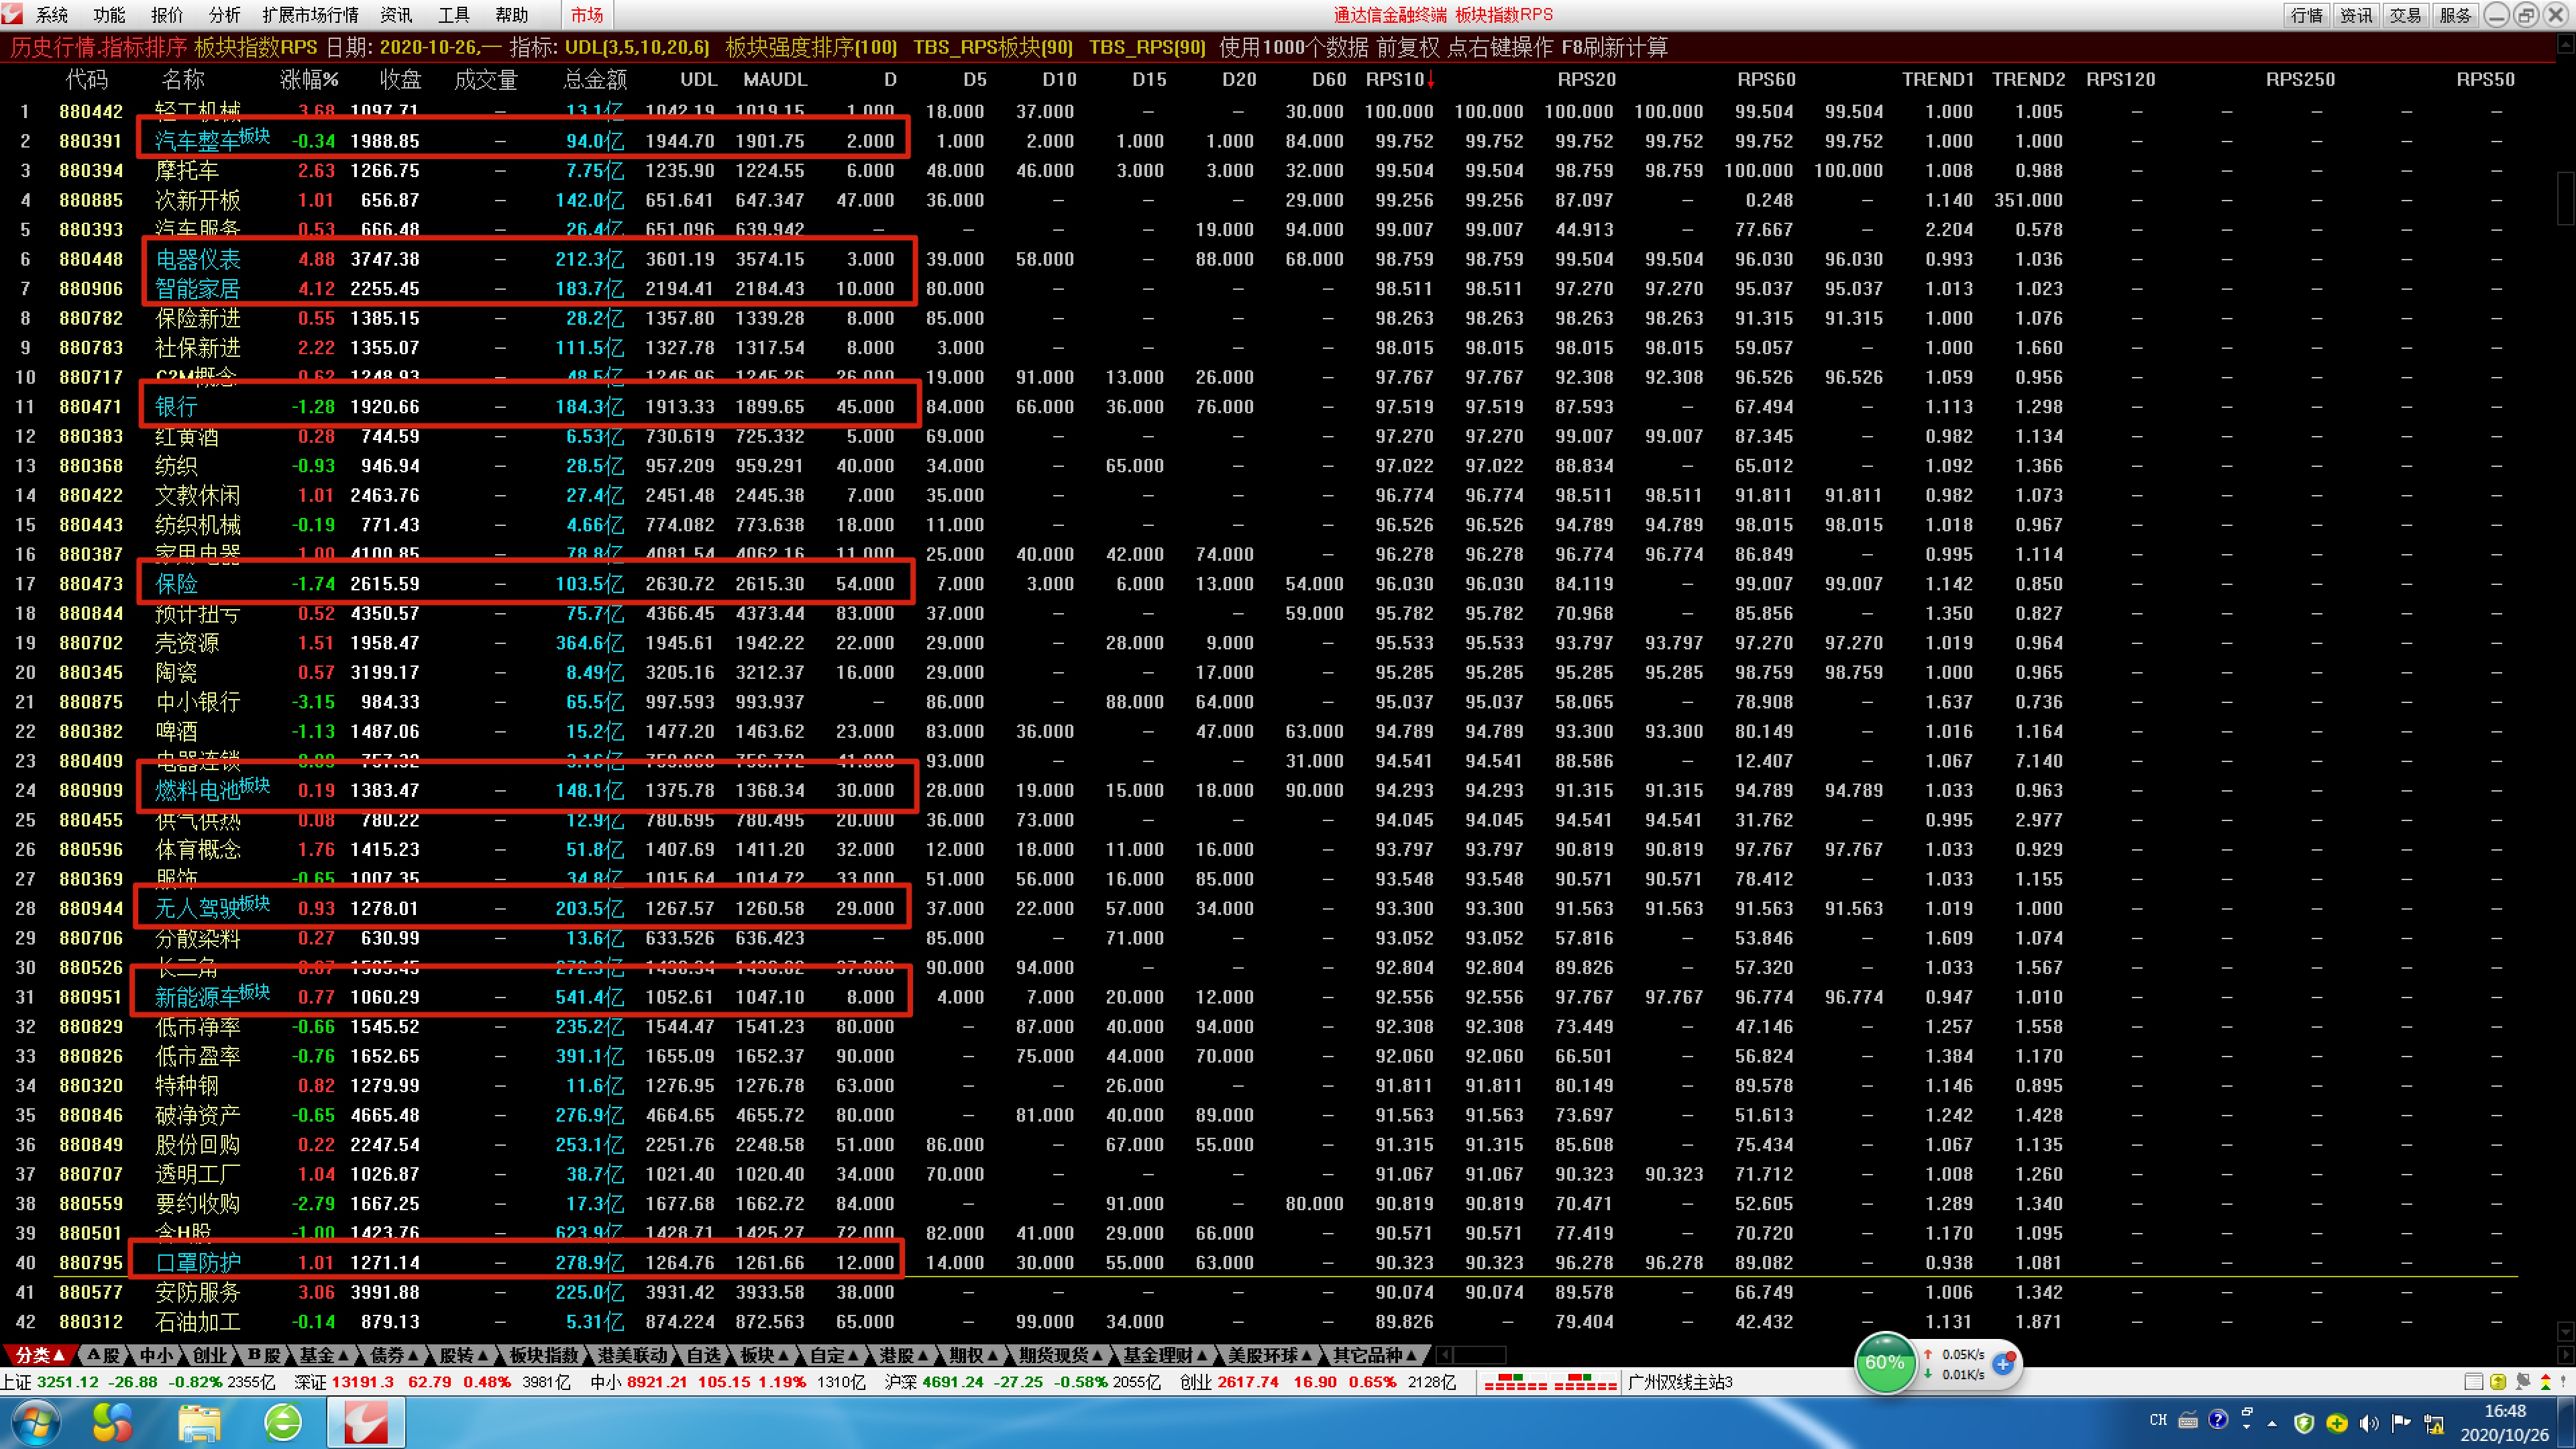 系统 功能 报价 分析 扩展市场行情 资讯 工具 帮助 市场 通达信金融终端 板块指数RPS 行情 资讯 交易 服务
历史行情.指标排序 板块指数RPS 日期: 2020-10-26,一 指标: UDL(3,5,10,20,6) 板块强度排序(100) TBS_RPS板块(90) TBS_RPS(90) 使用1000个数据 前复权 点右键操作 F8刷新计算
代码 名称 涨幅% 收盘 成交量 总金额 UDL MAUDL D D5 D10 D15 D20 D60 RPS10↓ RPS20 RPS60 TREND1 TREND2 RPS120 RPS250 RPS50
1 880442 轻工机械 3.68 1097.71 – 13.1亿 1042.19 1019.15 1.000 18.000 37.000 – – 30.000 100.000 100.000 100.000 100.000 99.504 99.504 1.000 1.005 – – – – –
2 880391 汽车整车板块 -0.34 1988.85 – 94.0亿 1944.70 1901.75 2.000 1.000 2.000 1.000 1.000 84.000 99.752 99.752 99.752 99.752 99.752 99.752 1.000 1.000 – – – – –
3 880394 摩托车 2.63 1266.75 – 7.75亿 1235.90 1224.55 6.000 48.000 46.000 3.000 3.000 32.000 99.504 99.504 98.759 98.759 100.000 100.000 1.008 0.988 – – – – –
4 880885 次新开板 1.01 656.87 – 142.0亿 651.641 647.347 47.000 36.000 – – – 29.000 99.256 99.256 87.097 – 0.248 – 1.140 351.000 – – – – –
5 880393 汽车服务 0.53 666.48 – 26.4亿 651.096 639.942 – – – – 19.000 94.000 99.007 99.007 44.913 – 77.667 – 2.204 0.578 – – – – –
6 880448 电器仪表 4.88 3747.38 – 212.3亿 3601.19 3574.15 3.000 39.000 58.000 – 88.000 68.000 98.759 98.759 99.504 99.504 96.030 96.030 0.993 1.036 – – – – –
7 880906 智能家居 4.12 2255.45 – 183.7亿 2194.41 2184.43 10.000 80.000 – – – – 98.511 98.511 97.270 97.270 95.037 95.037 1.013 1.023 – – – – –
8 880782 保险新进 0.55 1385.15 – 28.2亿 1357.80 1339.28 8.000 85.000 – – – – 98.263 98.263 98.263 98.263 91.315 91.315 1.000 1.076 – – – – –
9 880783 社保新进 2.22 1355.07 – 111.5亿 1327.78 1317.54 8.000 3.000 – – – – 98.015 98.015 98.015 98.015 59.057 – 1.000 1.660 – – – – –
10 880717 C2M概念 0.62 1248.93 – 48.5亿 1246.96 1245.26 26.000 19.000 91.000 13.000 26.000 – 97.767 97.767 92.308 92.308 96.526 96.526 1.059 0.956 – – – – –
11 880471 银行 -1.28 1920.66 – 184.3亿 1913.33 1899.65 45.000 84.000 66.000 36.000 76.000 – 97.519 97.519 87.593 – 67.494 – 1.113 1.298 – – – – –
12 880383 红黄酒 0.28 744.59 – 6.53亿 730.619 725.332 5.000 69.000 – – – – 97.270 97.270 99.007 99.007 87.345 – 0.982 1.134 – – – – –
13 880368 纺织 -0.93 946.94 – 28.5亿 957.209 959.291 40.000 34.000 – 65.000 – – 97.022 97.022 88.834 – 65.012 – 1.092 1.366 – – – – –
14 880422 文教休闲 1.01 2463.76 – 27.4亿 2451.48 2445.38 7.000 35.000 – – – – 96.774 96.774 98.511 98.511 91.811 91.811 0.982 1.073 – – – – –
15 880443 纺织机械 -0.19 771.43 – 4.66亿 774.082 773.638 18.000 11.000 – – – – 96.526 96.526 94.789 94.789 98.015 98.015 1.018 0.967 – – – – –
16 880387 家用电器 1.00 4100.85 – 78.8亿 4081.54 4062.16 11.000 25.000 40.000 42.000 74.000 – 96.278 96.278 96.774 96.774 86.849 – 0.995 1.114 – – – – –
17 880473 保险 -1.74 2615.59 – 103.5亿 2630.72 2615.30 54.000 7.000 3.000 6.000 13.000 54.000 96.030 96.030 84.119 – 99.007 99.007 1.142 0.850 – – – – –
18 880844 预计扭亏 0.52 4350.57 – 75.7亿 4366.45 4373.44 83.000 37.000 – – – 59.000 95.782 95.782 70.968 – 85.856 – 1.350 0.827 – – – – –
19 880702 壳资源 1.51 1958.47 – 364.6亿 1945.61 1942.22 22.000 29.000 – 28.000 9.000 – 95.533 95.533 93.797 93.797 97.270 97.270 1.019 0.964 – – – – –
20 880345 陶瓷 0.57 3199.17 – 8.49亿 3205.16 3212.37 16.000 29.000 – – 17.000 – 95.285 95.285 95.285 95.285 98.759 98.759 1.000 0.965 – – – – –
21 880875 中小银行 -3.15 984.33 – 65.5亿 997.593 993.937 – 86.000 – 88.000 64.000 – 95.037 95.037 58.065 – 78.908 – 1.637 0.736 – – – – –
22 880382 啤酒 -1.13 1487.06 – 15.2亿 1477.20 1463.62 23.000 83.000 36.000 – 47.000 63.000 94.789 94.789 93.300 93.300 80.149 – 1.016 1.164 – – – – –
23 880409 电器连锁 757.32 – 3.16亿 41.000 93.000 – – – 31.000 94.541 94.541 88.586 – 12.407 – 1.067 7.140 – – – – –
24 880909 燃料电池板块 0.19 1383.47 – 148.1亿 1375.78 1368.34 30.000 28.000 19.000 15.000 18.000 90.000 94.293 94.293 91.315 91.315 94.789 94.789 1.033 0.963 – – – – –
25 880455 供气供热 0.08 780.22 – 12.9亿 780.695 780.495 20.000 36.000 73.000 – – – 94.045 94.045 94.541 94.541 31.762 – 0.995 2.977 – – – – –
26 880596 体育概念 1.76 1415.23 – 51.8亿 1407.69 1411.20 32.000 12.000 18.000 11.000 16.000 – 93.797 93.797 90.819 90.819 97.767 97.767 1.033 0.929 – – – – –
27 880369 服饰 -0.65 1007.35 – 34.8亿 1015.64 1014.72 33.000 51.000 56.000 16.000 85.000 – 93.548 93.548 90.571 90.571 78.412 – 1.033 1.155 – – – – –
28 880944 无人驾驶板块 0.93 1278.01 – 203.5亿 1267.57 1260.58 29.000 37.000 22.000 57.000 34.000 – 93.300 93.300 91.563 91.563 91.563 91.563 1.019 1.000 – – – – –
29 880706 分散染料 0.27 630.99 – 13.6亿 633.526 636.423 – 85.000 – 71.000 – – 93.052 93.052 57.816 – 53.846 – 1.609 1.074 – – – – –
30 880526 长三角 – 37.000 90.000 94.000 – – – 92.804 92.804 89.826 – 57.320 – 1.033 1.567 – – – – –
31 880951 新能源车板块 0.77 1060.29 – 541.4亿 1052.61 1047.10 8.000 4.000 7.000 20.000 12.000 – 92.556 92.556 97.767 97.767 96.774 96.774 0.947 1.010 – – – – –
32 880829 低市净率 -0.66 1545.52 – 235.2亿 1544.47 1541.23 80.000 – 87.000 40.000 94.000 – 92.308 92.308 73.449 – 47.146 – 1.257 1.558 – – – – –
33 880826 低市盈率 -0.76 1652.65 – 391.1亿 1655.09 1652.37 90.000 – 75.000 44.000 70.000 – 92.060 92.060 66.501 – 56.824 – 1.384 1.170 – – – – –
34 880320 特种钢 0.82 1279.99 – 11.6亿 1276.95 1276.78 63.000 – – 26.000 – – 91.811 91.811 80.149 – 89.578 – 1.146 0.895 – – – – –
35 880846 破净资产 -0.65 4665.48 – 276.9亿 4664.65 4655.72 80.000 – 81.000 40.000 89.000 – 91.563 91.563 73.697 – 51.613 – 1.242 1.428 – – – – –
36 880849 股份回购 0.22 2247.54 – 253.1亿 2251.76 2248.58 51.000 86.000 – 67.000 55.000 – 91.315 91.315 85.608 – 75.434 – 1.067 1.135 – – – – –
37 880707 透明工厂 1.04 1026.87 – 38.7亿 1021.40 1020.40 34.000 70.000 – – – – 91.067 91.067 90.323 90.323 71.712 – 1.008 1.260 – – – – –
38 880559 要约收购 -2.79 1667.25 – 17.3亿 1677.68 1662.72 84.000 – – 91.000 – 80.000 90.819 90.819 70.471 – 52.605 – 1.289 1.340 – – – – –
39 880501 含H股 -1.00 1423.76 – 623.9亿 1428.71 1425.27 72.000 82.000 41.000 29.000 66.000 – 90.571 90.571 77.419 – 70.720 – 1.170 1.095 – – – – –
40 880795 口罩防护 1.01 1271.14 – 278.9亿 1264.76 1261.66 12.000 14.000 30.000 55.000 63.000 – 90.323 90.323 96.278 96.278 89.082 – 0.938 1.081 – – – – –
41 880577 安防服务 3.06 3991.88 – 225.0亿 3931.42 3933.58 38.000 – – – – – 90.074 90.074 89.578 – 66.749 – 1.006 1.342 – – – – –
42 880312 石油加工 -0.14 879.13 – 5.31亿 874.224 872.563 65.000 – 99.000 34.000 – – 89.826 – 79.404 – 42.432 – 1.131 1.871 – – – – –
分类▲ A股 中小 创业 B股 基金▲ 债券▲ 股转▲ 板块指数 港美联动 自选 板块▲ 自定▲ 港股▲ 期权▲ 期货现货▲ 基金理财▲ 美股环球▲ 其它品种▲
60% ↑ 0.05K/s
↓ 0.01K/s
上证 3251.12 -26.88 -0.82% 2355亿 深证 13191.3 62.79 0.48% 3981亿 中小 8921.21 105.15 1.19% 1310亿 沪深 4691.24 -27.25 -0.58% 2055亿 创业 2617.74 16.90 0.65% 2128亿 广州双线主站3
CH 16:48
2020/10/26